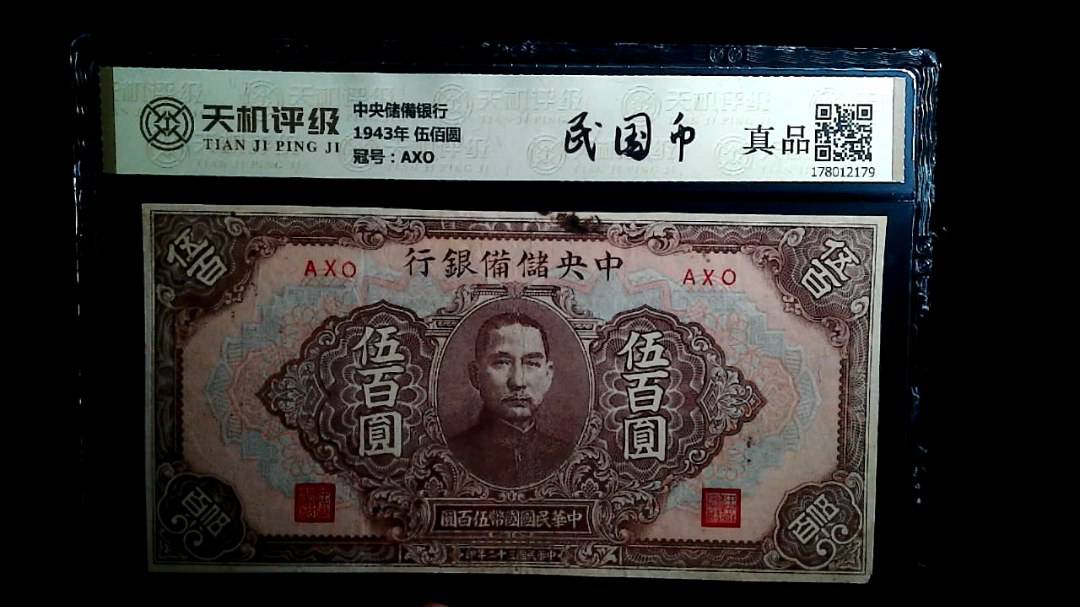 天机评级
TIAN JI PING JI
中央储備银行
1943年 伍佰圆
冠号：AXO
民国币
真品
178012179
伍百
伍百
行銀備儲央中
AXO
AXO
伍百圓
伍百圓
圓百伍幣國國民華中
伍百
伍百